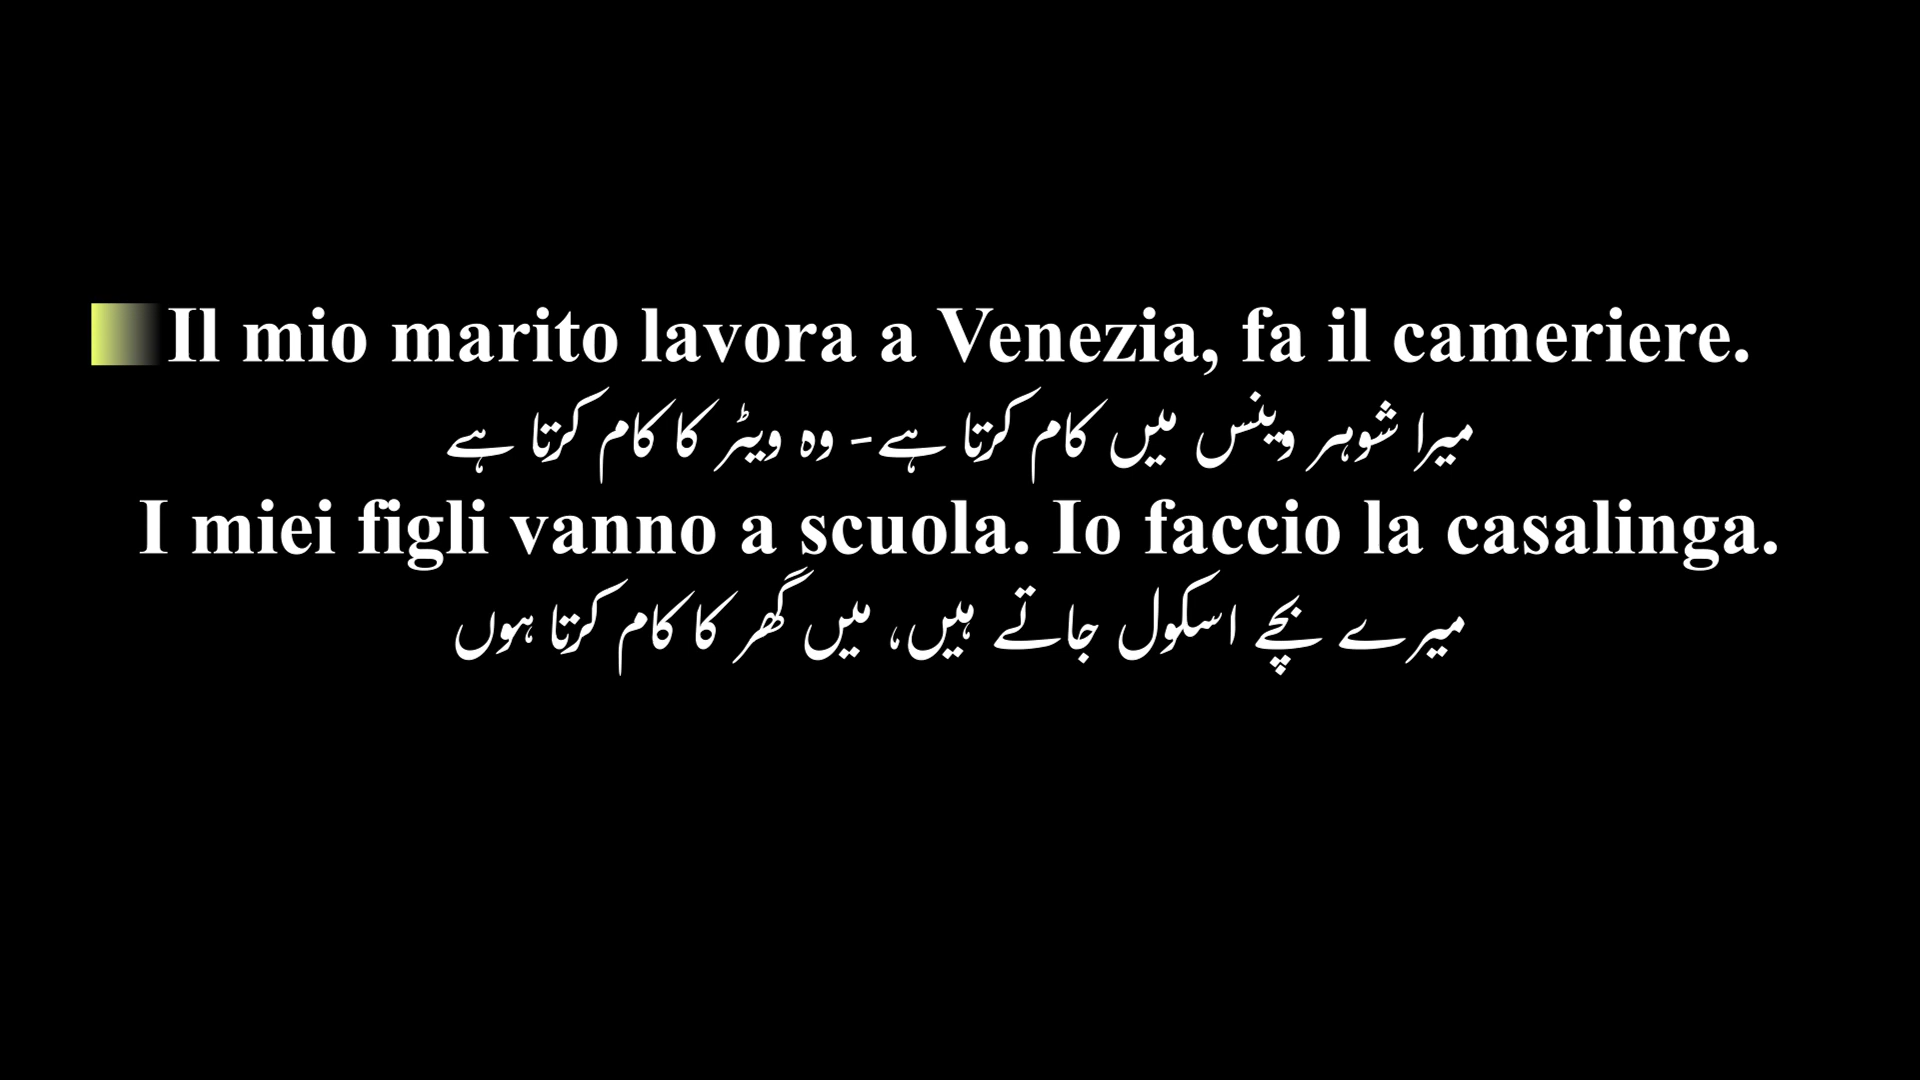 Il mio marito lavora a Venezia, fa il cameriere.
میرا شوہر وینس میں کام کرتا ہے۔ وہ ویٹر کا کام کرتا ہے
I miei figli vanno a scuola. Io faccio la casalinga.
میرے بچے اسکول جاتے ہیں، میں گھر کا کام کرتا ہوں